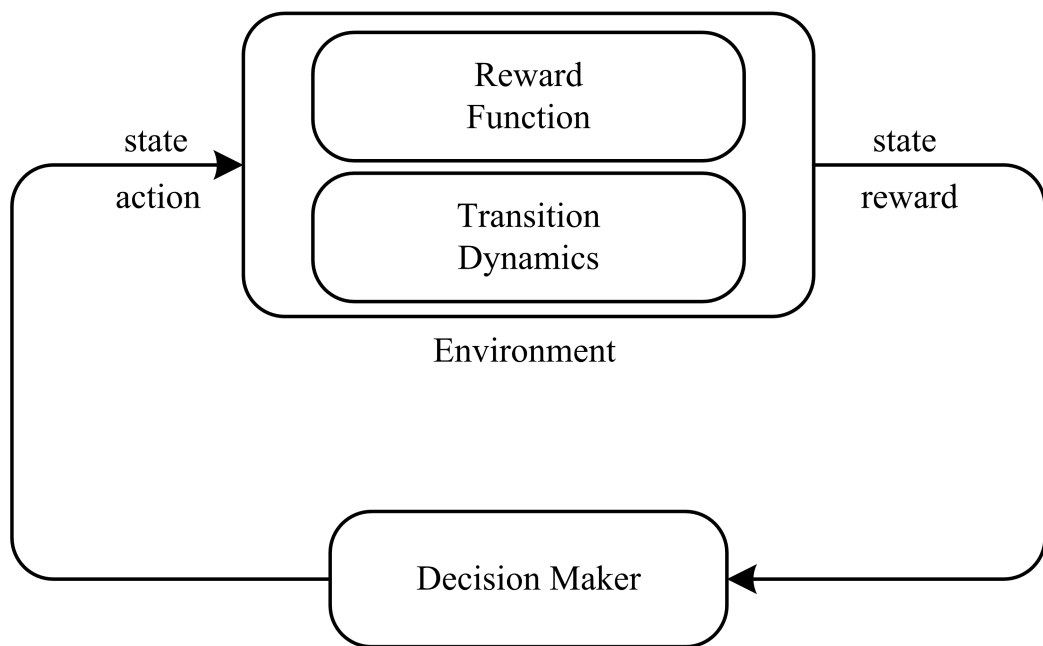 Reward
Function
state
action
state
reward
Transition
Dynamics
Environment
Decision Maker